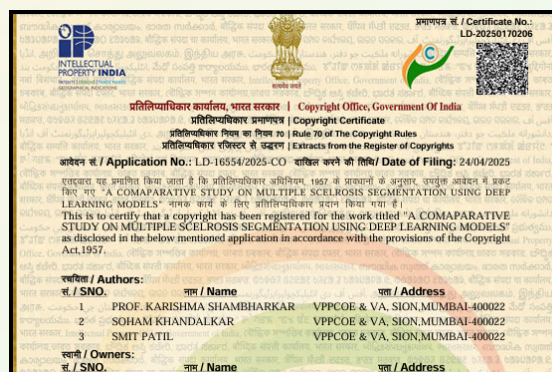 प्रमाणपत्र सं. / Certificate No.:
LD-20250170206
INTELLECTUAL
PROPERTY INDIA
सत्यमेव जयते
प्रतिलिप्याधिकार कार्यालय, भारत सरकार | Copyright Office, Government Of India
प्रतिलिप्याधिकार प्रमाणपत्र | Copyright Certificate
प्रतिलिप्याधिकार नियम का नियम 70 | Rule 70 of The Copyright Rules
प्रतिलिप्यधिकार रजिस्टर से उद्धरण | Extracts from the Register of Copyrights
आवेदन सं. / Application No.: LD-16554/2025-CO दाखिल करने की तिथि/ Date of Filing: 24/04/2025
एतद्द्वारा यह प्रमाणित किया जाता है कि प्रतिलिप्यधिकार अधिनियम, 1957 के प्रावधानों के अनुसार, उपर्युक्त आवेदन में प्रकट
किए गए "A COMAPARATIVE STUDY ON MULTIPLE SCELROSIS SEGMENTATION USING DEEP
LEARNING MODELS" नामक कार्य के लिए प्रतिलिप्यधिकार प्रदान किया गया है।
This is to certify that a copyright has been registered for the work titled "A COMAPARATIVE
STUDY ON MULTIPLE SCELROSIS SEGMENTATION USING DEEP LEARNING MODELS"
as disclosed in the below mentioned application in accordance with the provisions of the Copyright
Act,1957.
रचयिता / Authors:
सं. / SNO. नाम / Name पता / Address
1 PROF. KARISHMA SHAMBHARKAR VPPCOE & VA, SION,MUMBAI-400022
2 SOHAM KHANDALKAR VPPCOE & VA, SION,MUMBAI-400022
3 SMIT PATIL VPPCOE & VA, SION,MUMBAI-400022
स्वामी / Owners:
सं. / SNO. नाम / Name पता / Address